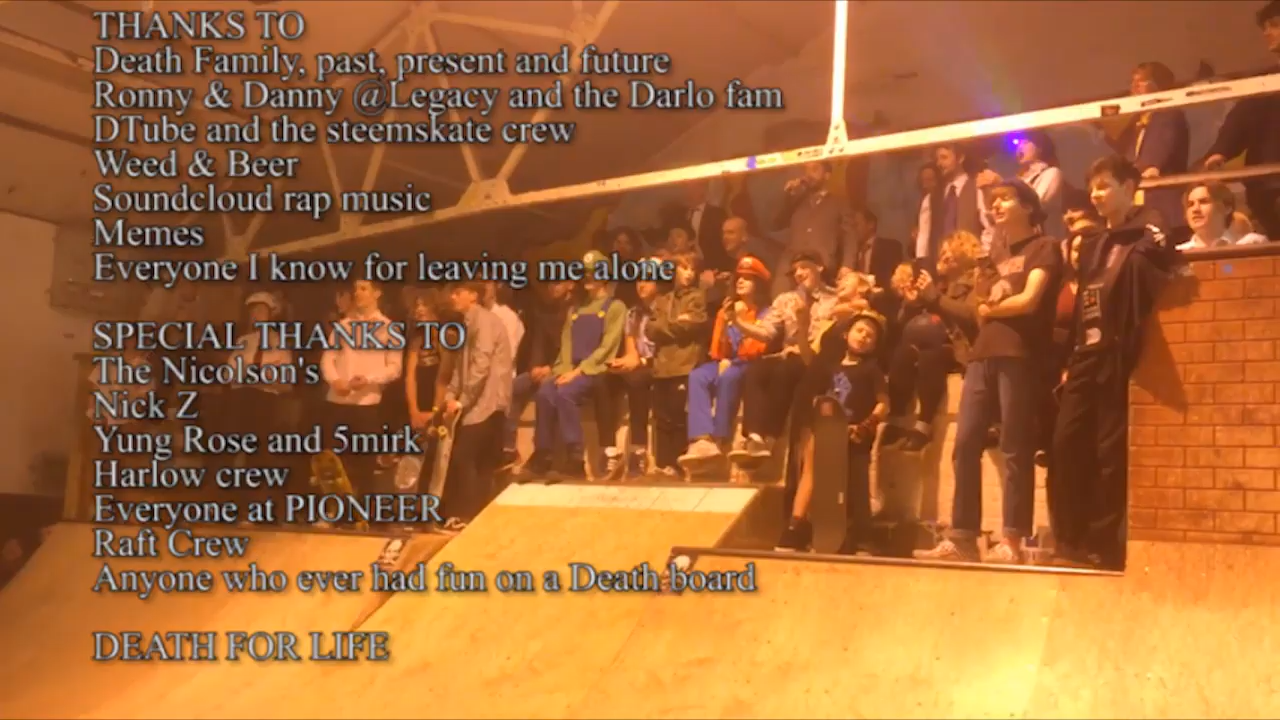 THANKS TO
Death Family, past, present and future
Ronny & Danny @Legacy and the Darlo fam
DTube and the steemskate crew
Weed & Beer
Soundcloud rap music
Memes
Everyone I know for leaving me alone
SPECIAL THANKS TO
The Nicolson's
Nick Z
Yung Rose and 5mirk
Harlow crew
Everyone at PIONEER
Raft Crew
Anyone who ever had fun on a Death board
DEATH FOR LIFE